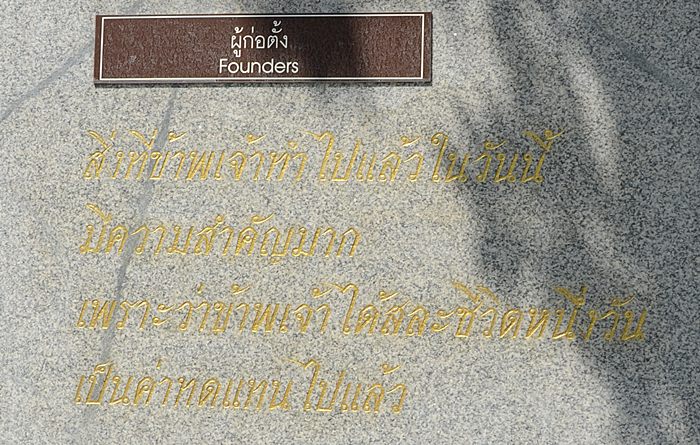 ผู้ก่อตั้ง
Founders
สิ่งที่ข้าพเจ้าทำไปแล้วในวันนี้
มีความสำคัญมาก
เพราะว่าข้าพเจ้าได้สละชีวิตหนึ่งวัน
เป็นค่าทดแทนไปแล้ว